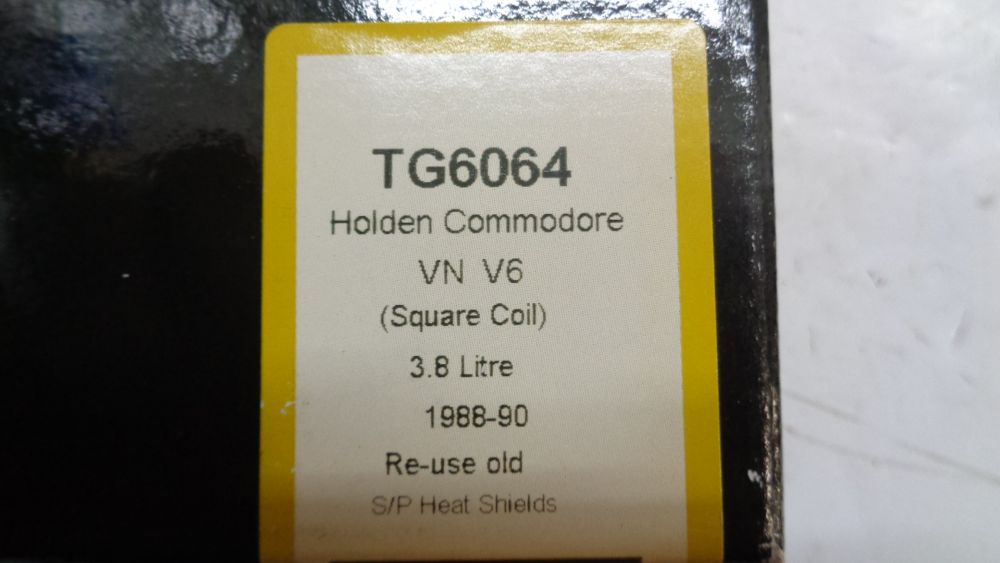 TG6064
Holden Commodore
VN V6
(Square Coil)
3.8 Litre
1988-90
Re-use old
S/P Heat Shields